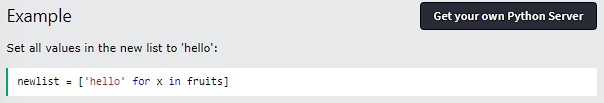 Example
Get your own Python Server
Set all values in the new list to 'hello':
newlist = ['hello' for x in fruits]